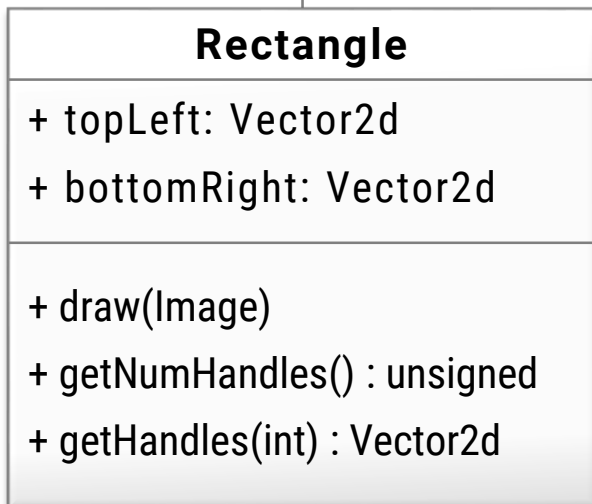 Rectangle
+ topLeft: Vector2d
+ bottomRight: Vector2d
+ draw(Image)
+ getNumHandles() : unsigned
+ getHandles(int) : Vector2d